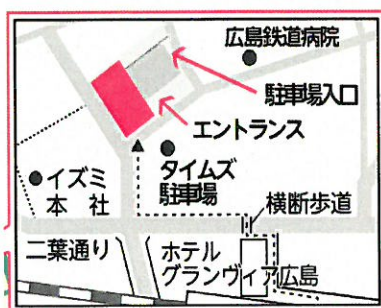 広島鉄道病院
駐車場入口
エントランス
イズミ
本社
タイムズ
駐車場
横断歩道
二葉通り
ホテル
グランヴィア広島